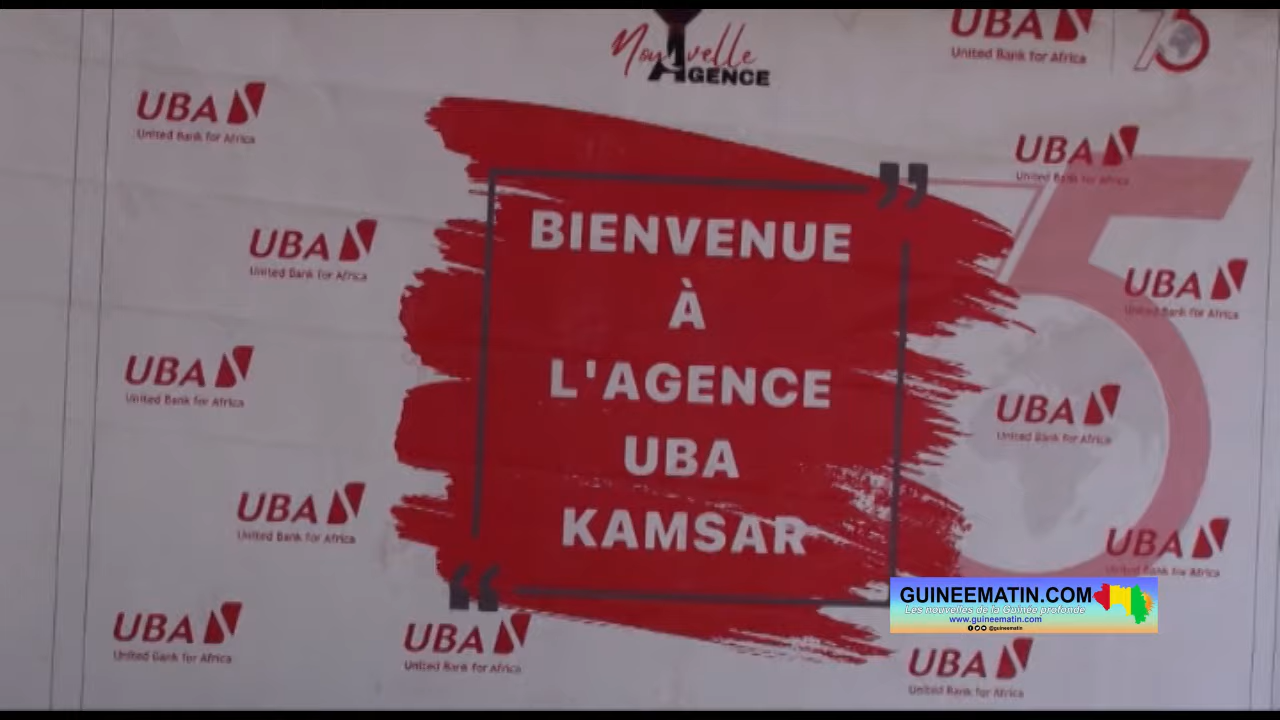 Nouvelle
AGENCE
UBA
United Bank for Africa
75
UBA
United Bank for Africa
UBA
United Bank for Africa
UBA
United Bank for Africa
UBA
United Bank for Africa
UBA
United Bank for Africa
UBA
United Bank for Africa
UBA
United Bank for Africa
UBA
United Bank for Africa
UBA
United Bank for Africa
UBA
United Bank for Africa
UBA
United Bank for Africa
UBA
United Bank for Africa
75
”
BIENVENUE
À
L'AGENCE
UBA
KAMSAR
“
GUINEEMATIN.COM
Les nouvelles de la Guinée profonde
www.guineematin.com
@guineematin